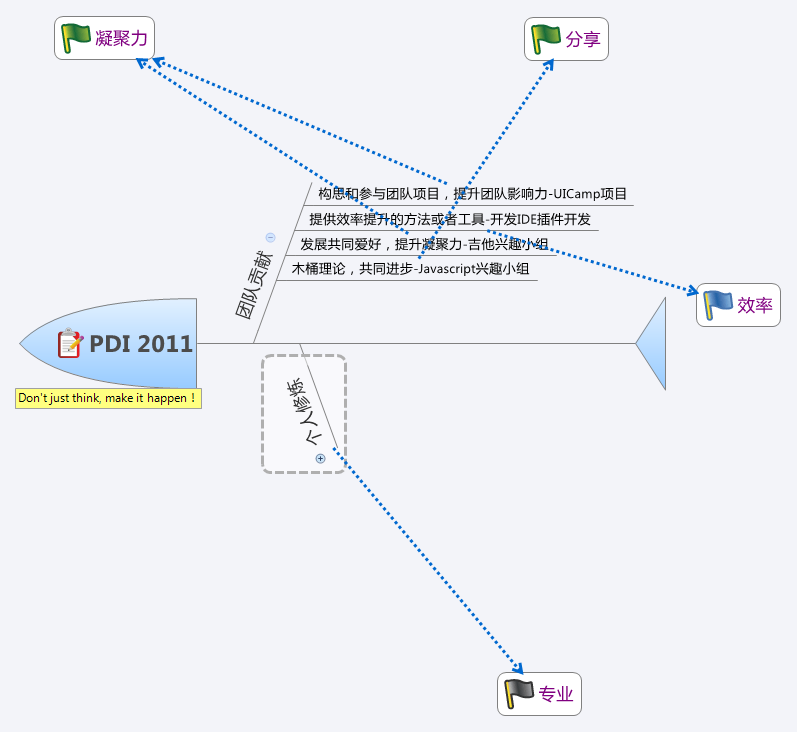 凝聚力
分享
构思和参与团队项目，提升团队影响力-UICamp项目
提供效率提升的方法或者工具-开发IDE插件开发
发展共同爱好，提升凝聚力-吉他兴趣小组
木桶理论，共同进步-Javascript兴趣小组
团队贡献
效率
PDI 2011
Don't just think, make it happen！
个人修炼
专业